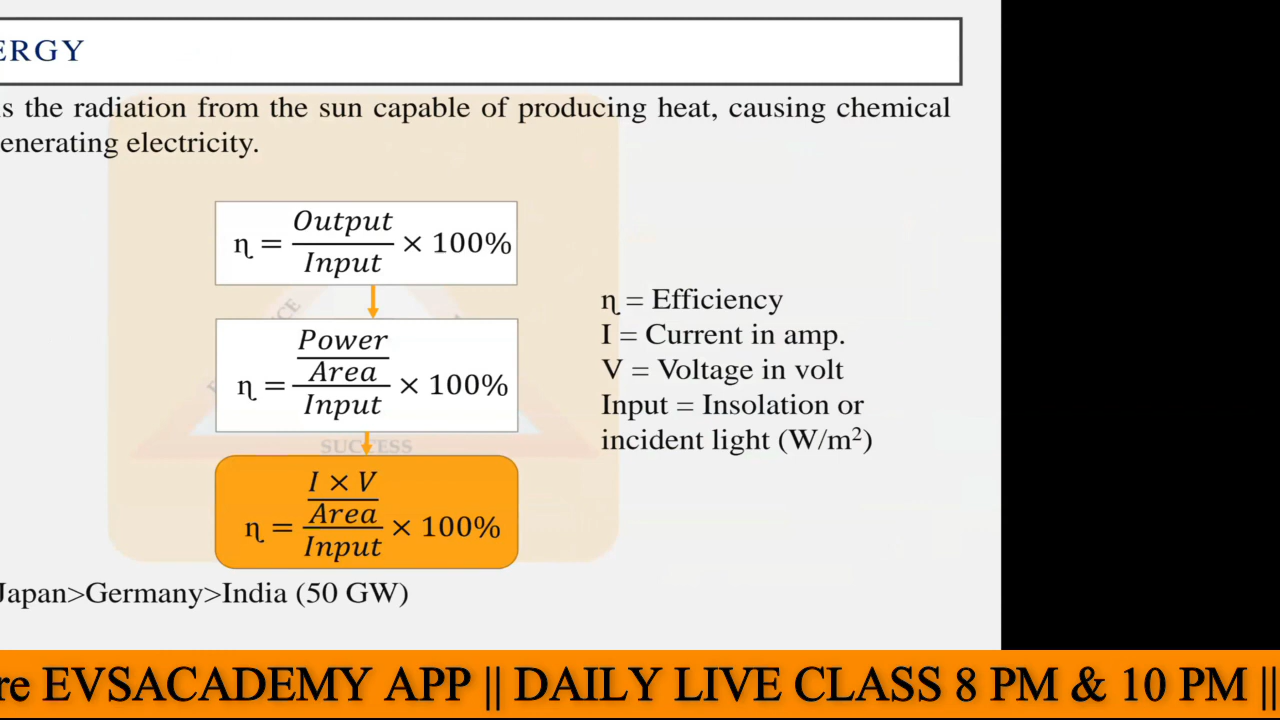 ERGY
s the radiation from the sun capable of producing heat, causing chemical
enerating electricity.
η = Output / Input × 100%
η = Power / Area / Input × 100%
SUCCESS
η = I × V / Area / Input × 100%
η = Efficiency
I = Current in amp.
V = Voltage in volt
Input = Insolation or
incident light (W/m²)
Japan>Germany>India (50 GW)
re EVSACADEMY APP || DAILY LIVE CLASS 8 PM & 10 PM ||